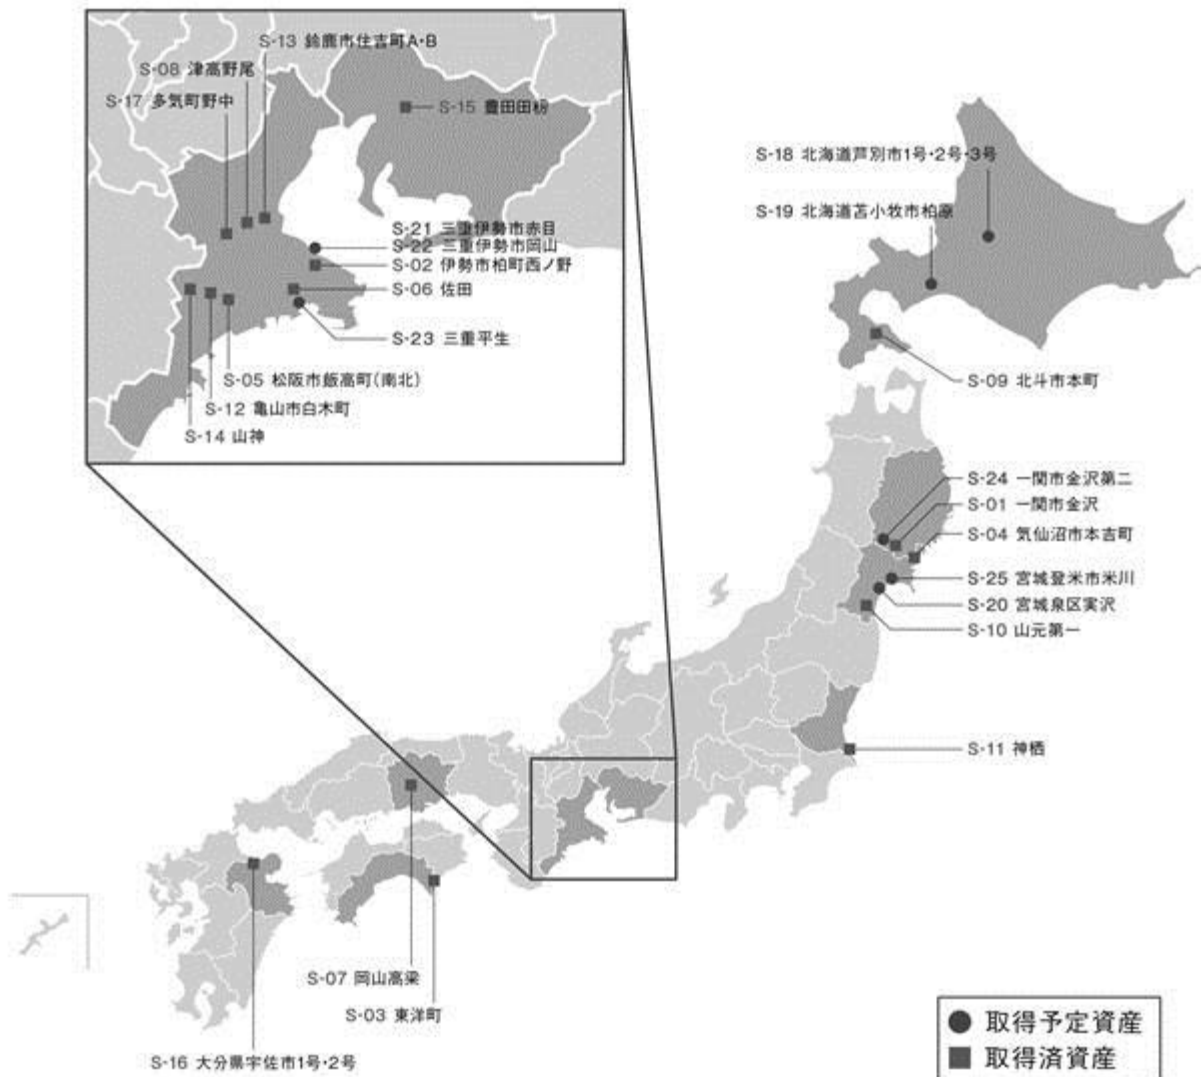 S-13 鈴鹿市住吉町A・B
S-08 津高野尾
S-17 多気町野中
S-15 豊田田籾
S-21 三重伊勢市赤目
S-22 三重伊勢市岡山
S-02 伊勢市柏町西ノ野
S-06 佐田
S-23 三重平生
S-05 松阪市飯高町(南北)
S-12 亀山市白木町
S-14 山神
S-18 北海道芦別市1号・2号・3号
S-19 北海道苫小牧市柏原
S-09 北斗市本町
S-24 一関市金沢第二
S-01 一関市金沢
S-04 気仙沼市本吉町
S-25 宮城登米市米川
S-20 宮城泉区実沢
S-10 山元第一
S-11 神栖
S-07 岡山高梁
S-03 東洋町
S-16 大分県宇佐市1号・2号
取得予定資産
取得済資産